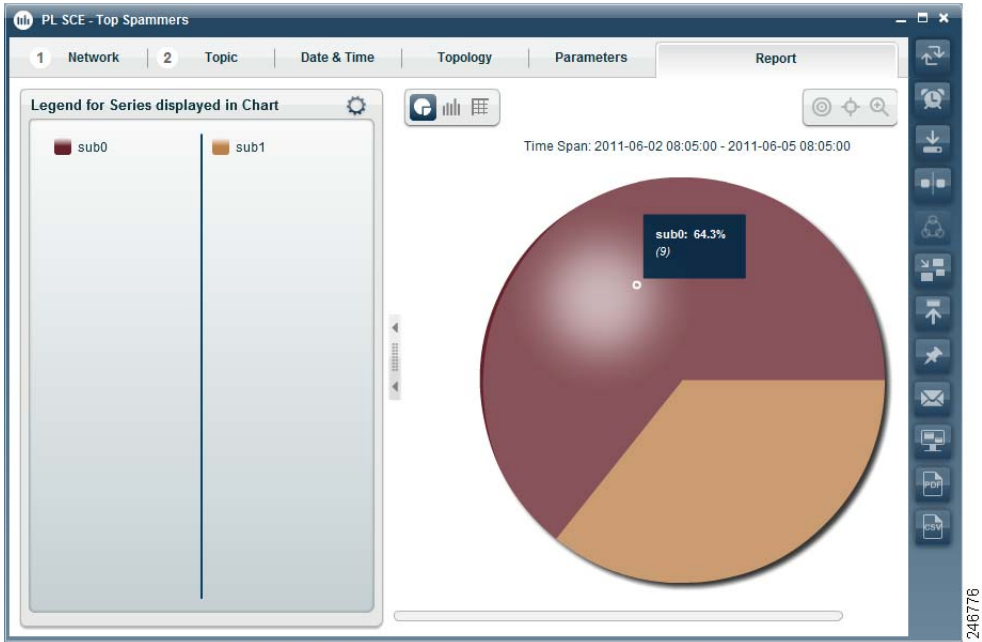 PL SCE - Top Spammers
1 Network 2 Topic Date & Time Topology Parameters Report
Legend for Series displayed in Chart
sub0 sub1
Time Span: 2011-06-02 08:05:00 - 2011-06-05 08:05:00
sub0: 64.3%
(9)
PDF
CSV
246776